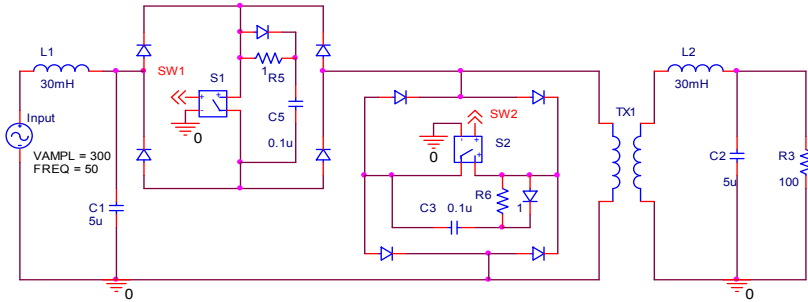 L1
30mH
Input
VAMPL = 300
FREQ = 50
C1
5u
0
SW1
S1
+
+
-
0
1
R5
C5
0.1u
SW2
-
-
+
+
S2
0
C3
0.1u
R6
1
TX1
L2
30mH
C2
5u
R3
100
0